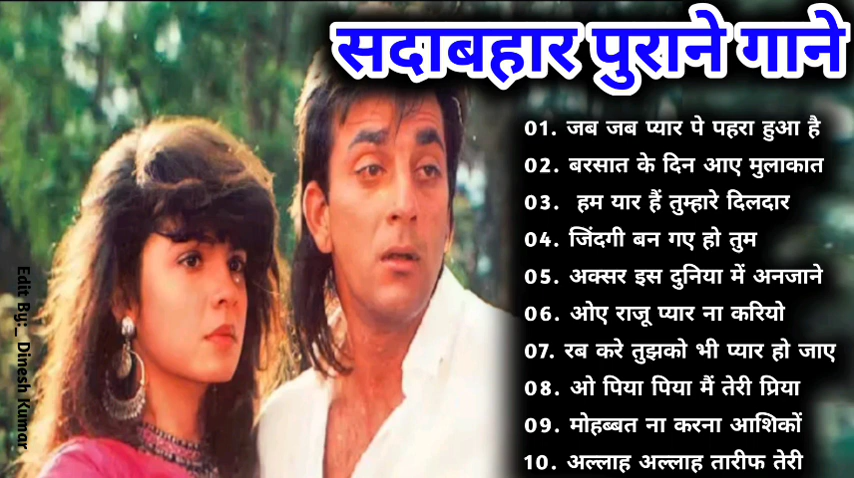 सदाबहार पुराने गाने
01. जब जब प्यार पे पहरा हुआ है
02. बरसात के दिन आए मुलाकात
03. हम यार हैं तुम्हारे दिलदार
04. जिंदगी बन गए हो तुम
05. अक्सर इस दुनिया में अनजाने
06. ओए राजू प्यार ना करियो
07. रब करे तुझको भी प्यार हो जाए
08. ओ पिया पिया मैं तेरी प्रिया
09. मोहब्बत ना करना आशिकों
10. अल्लाह अल्लाह तारीफ तेरी
Edit By:_ Dinesh Kumar